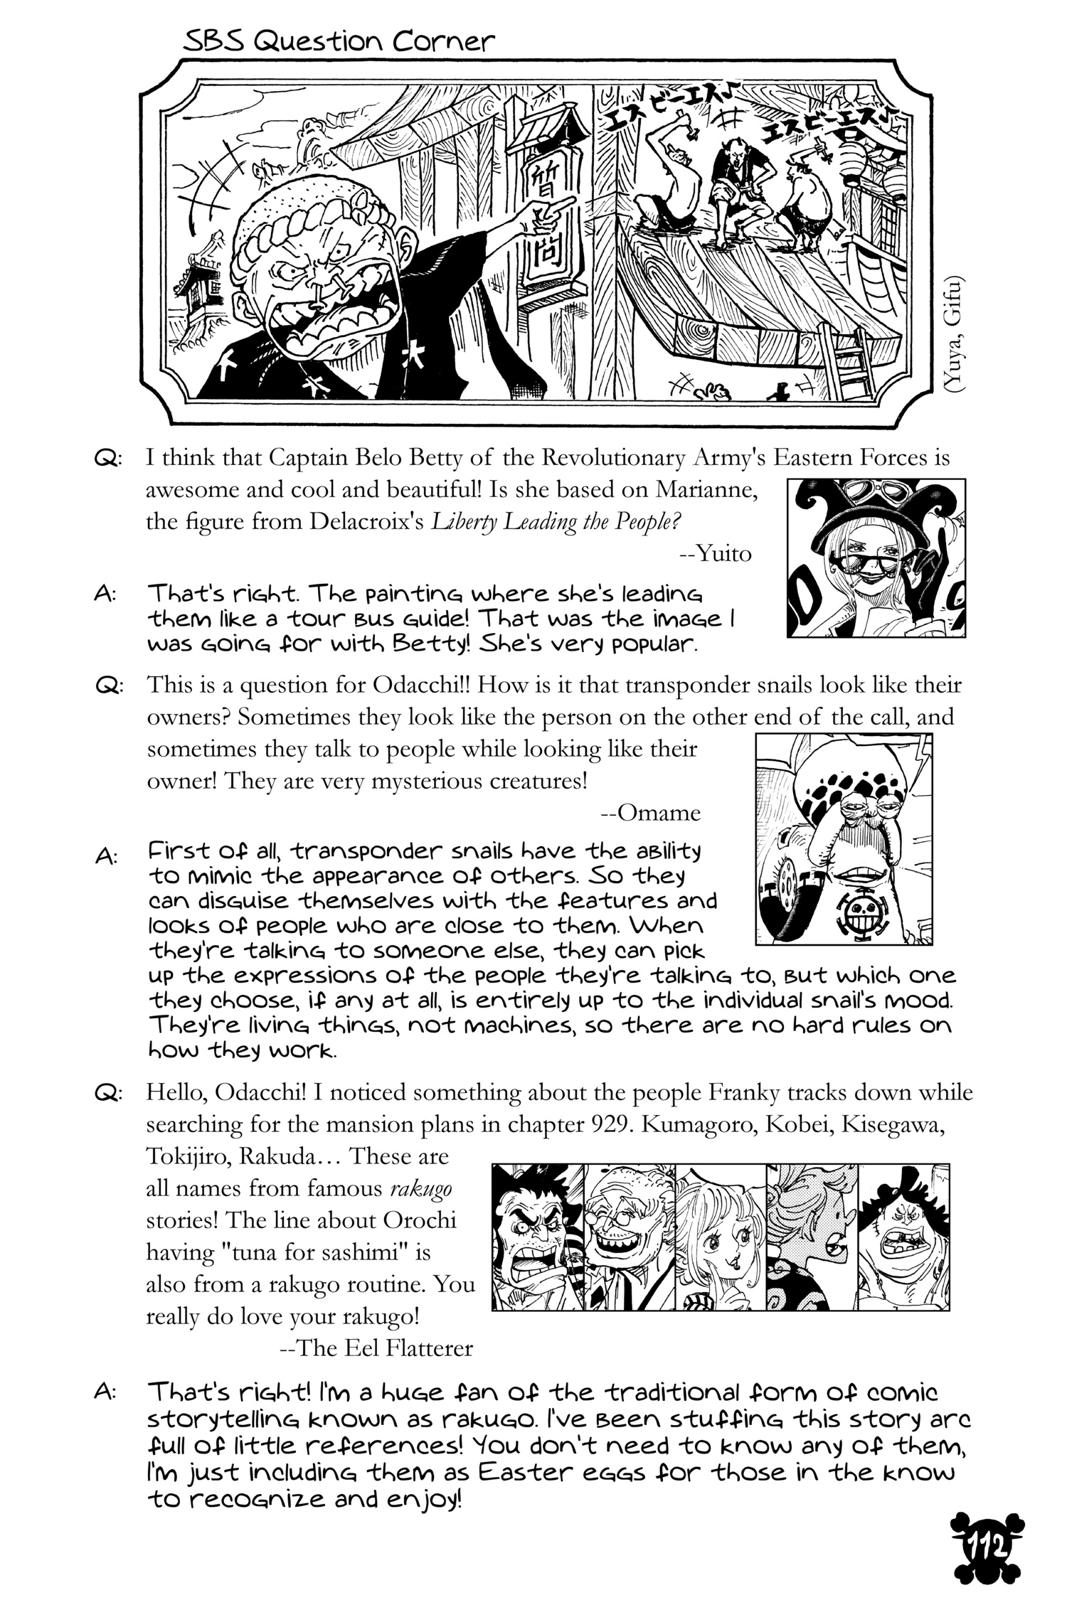 SBS Question Corner
エスビーエス♪
エスビーエス♪
質
問
(Yuya, Gifu)
Q: I think that Captain Belo Betty of the Revolutionary Army's Eastern Forces is
awesome and cool and beautiful! Is she based on Marianne,
the figure from Delacroix's Liberty Leading the People?
--Yuito
A: That's right. The painting where she's leading
them like a tour bus guide! That was the image I
was going for with Betty! She's very popular.
Q: This is a question for Odacchi!! How is it that transponder snails look like their
owners? Sometimes they look like the person on the other end of the call, and
sometimes they talk to people while looking like their
owner! They are very mysterious creatures!
--Omame
A: First of all, transponder snails have the ability
to mimic the appearance of others. So they
can disguise themselves with the features and
looks of people who are close to them. When
they're talking to someone else, they can pick
up the expressions of the people they're talking to, but which one
they choose, if any at all, is entirely up to the individual snail's mood.
They're living things, not machines, so there are no hard rules on
how they work.
Q: Hello, Odacchi! I noticed something about the people Franky tracks down while
searching for the mansion plans in chapter 929. Kumagoro, Kobei, Kisegawa,
Tokijiro, Rakuda... These are
all names from famous rakugo
stories! The line about Orochi
having "tuna for sashimi" is
also from a rakugo routine. You
really do love your rakugo!
--The Eel Flatterer
A: That's right! I'm a huge fan of the traditional form of comic
storytelling known as rakugo. I've been stuffing this story arc
full of little references! You don't need to know any of them,
I'm just including them as Easter eggs for those in the know
to recognize and enjoy!
112